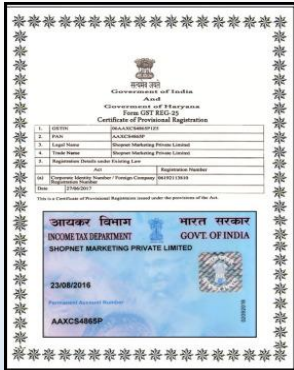 सत्यमेव जयते
Government of India
And
Government of Haryana
Form GST REG-25
Certificate of Provisional Registration
1. GSTIN
2. PAN AAXCS4865P
3. Legal Name Shopnet Marketing Private Limited
4. Trade Name Shopnet Marketing Private Limited
5. Registration Details under Existing Law
Act Registration Number
(a) Corporate Identity Number / Foreign Company
Registration Number
Date 27/06/2017
This is a Certificate of Provisional Registration issued under the provisions of the Act.
आयकर विभाग भारत सरकार
INCOME TAX DEPARTMENT GOVT. OF INDIA
SHOPNET MARKETING PRIVATE LIMITED
23/08/2016
Permanent Account Number
AAXCS4865P